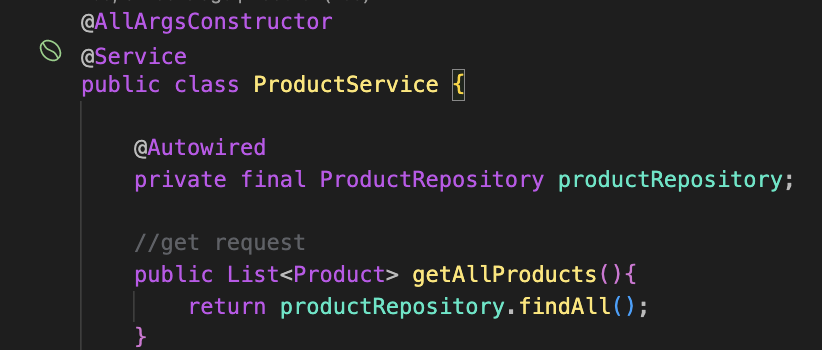 @AllArgsConstructor
@Service
public class ProductService {
@Autowired
private final ProductRepository productRepository;
//get request
public List<Product> getAllProducts(){
return productRepository.findAll();
}